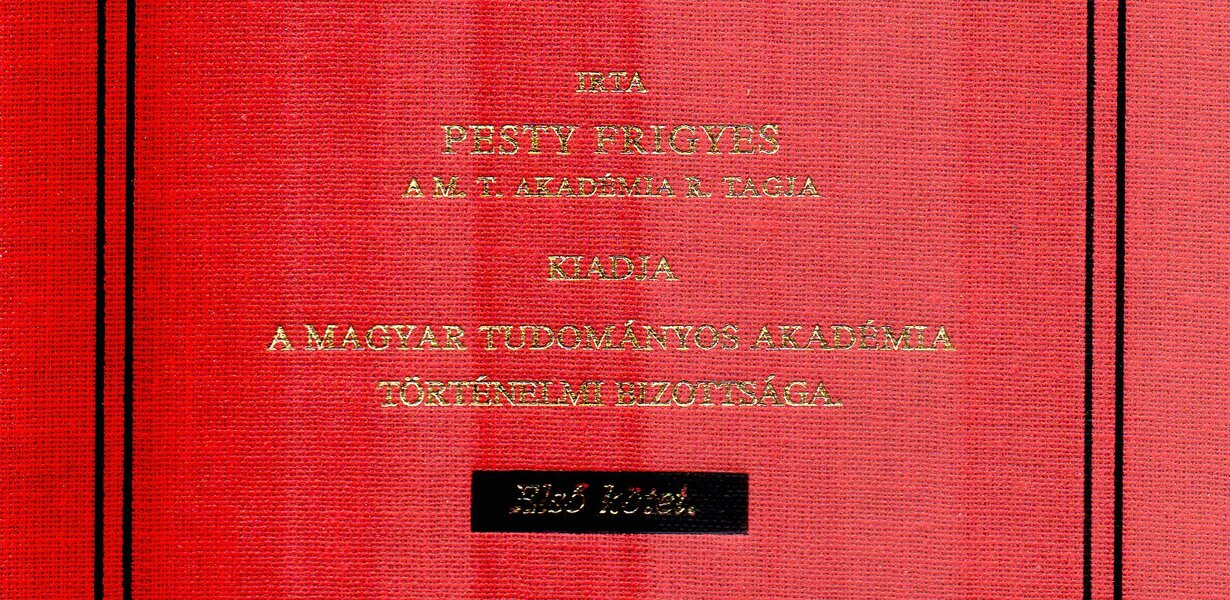 IRTA
PESTY FRIGYES
A M. T. AKADÉMIA R. TAGJA
KIADJA
A MAGYAR TUDOMÁNYOS AKADÉMIA
TÖRTÉNELMI BIZOTTSÁGA.
Első kötet.